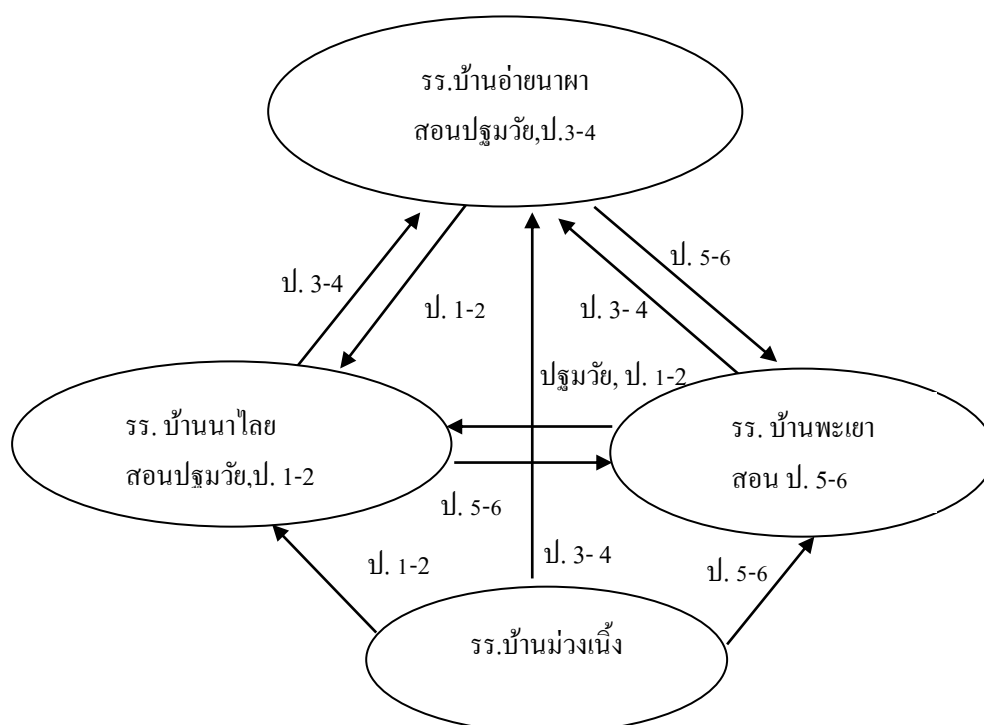 รร.บ้านอ่ายนาผา
สอนปฐมวัย,ป.3-4
ป. 3-4
ป. 1-2
ป. 5-6
ป. 3- 4
ปฐมวัย, ป. 1-2
รร. บ้านนาไลย
สอนปฐมวัย,ป. 1-2
รร. บ้านพะเยา
สอน ป. 5-6
ป. 5-6
ป. 1-2
ป. 3- 4
ป. 5-6
รร.บ้านม่วงเนิ้ง